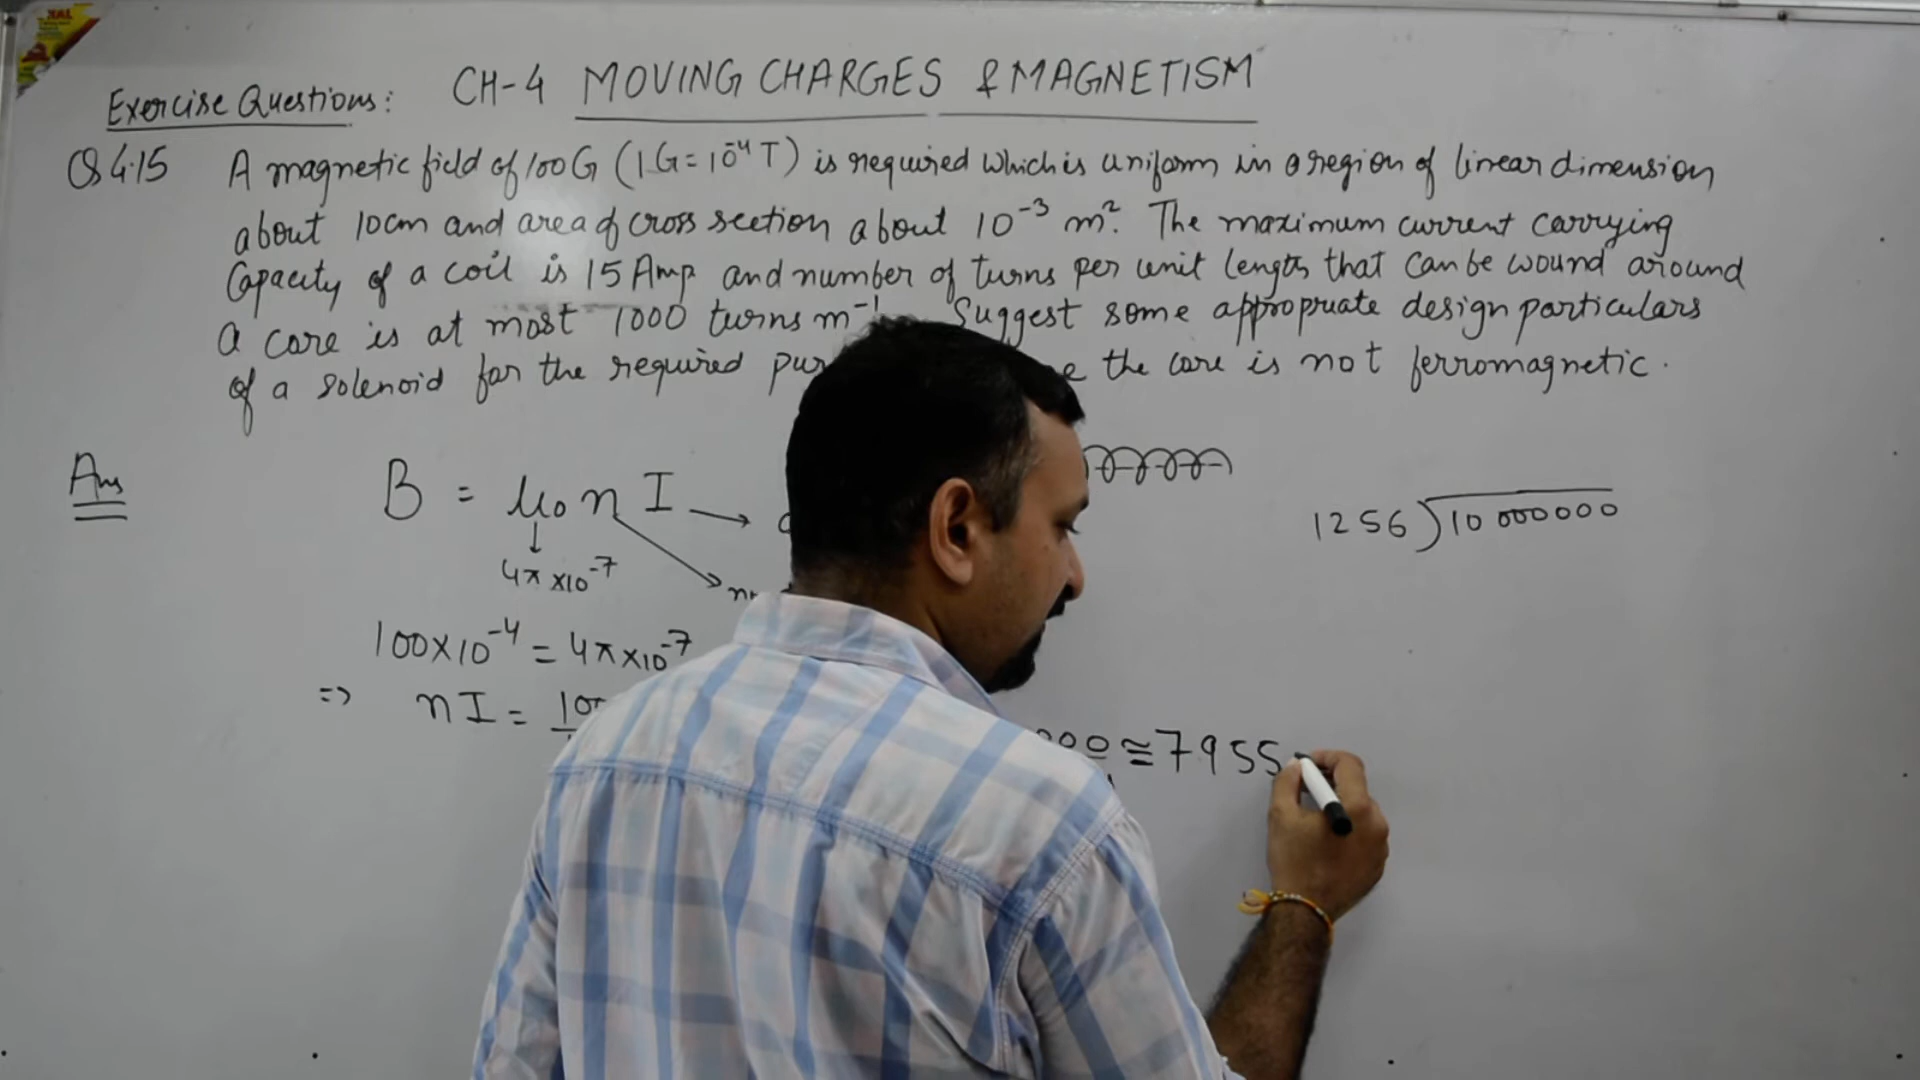 CH-4 MOVING CHARGES & MAGNETISM
Exercise Questions:
Q 4.15 A magnetic field of 100G (1G = 10⁻⁴ T) is required which is uniform in a region of linear dimension
about 10cm and area of cross section about 10⁻³ m². The maximum current carrying
Capacity of a coil is 15 Amp and number of turns per unit length that can be wound around
a core is at most 1000 turns m⁻¹. Suggest some appropriate design particulars
of a solenoid for the required the core is not ferromagnetic.
Ans
B = μ₀ n I →
4π×10⁻⁷
100×10⁻⁴ = 4π×10⁻⁷
=> nI =
≅ 7955
1256)10000000